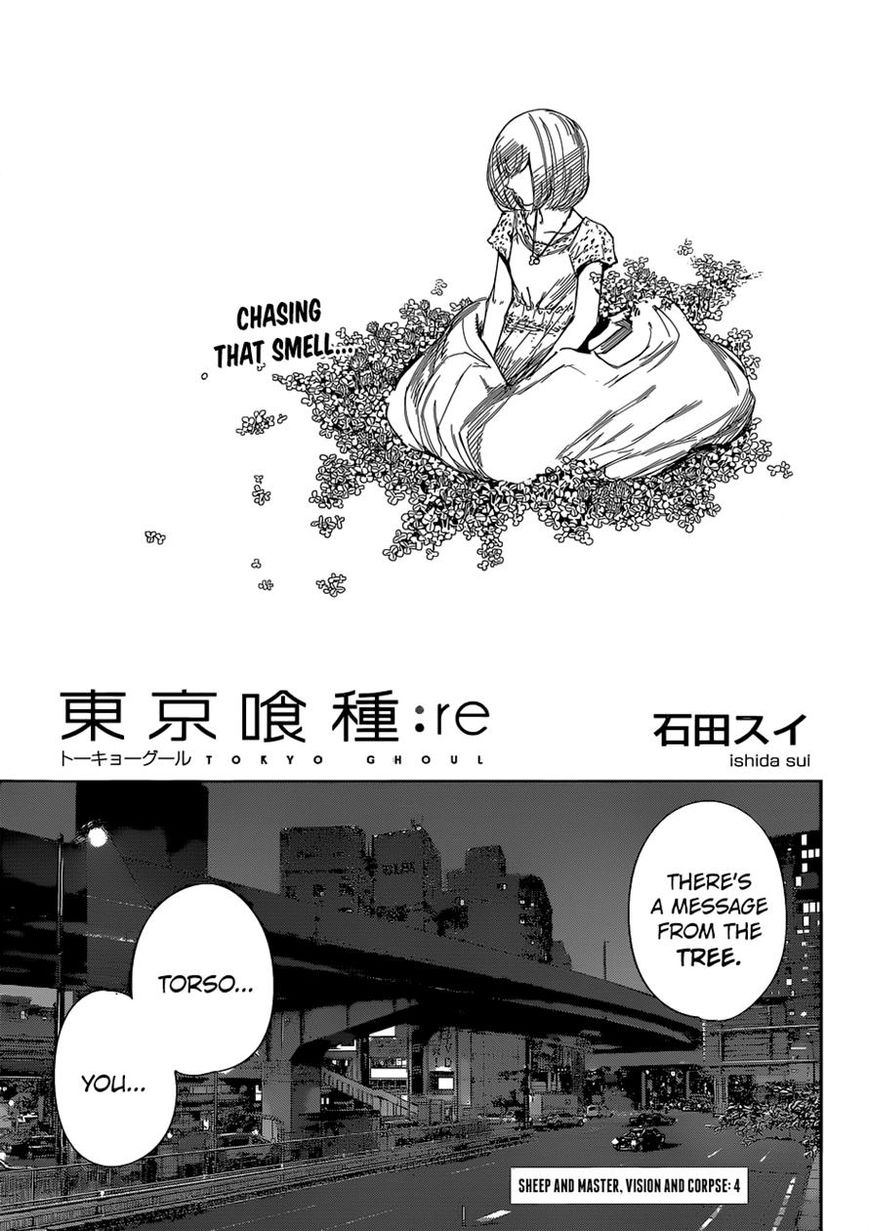 CHASING
THAT SMELL...
東京喰種:re
トーキョーグール TOKYO GHOUL
石田スイ
ishida sui
THERE'S
A MESSAGE
FROM THE
TREE.
TORSO...
YOU...
SHEEP AND MASTER, VISION AND CORPSE: 4